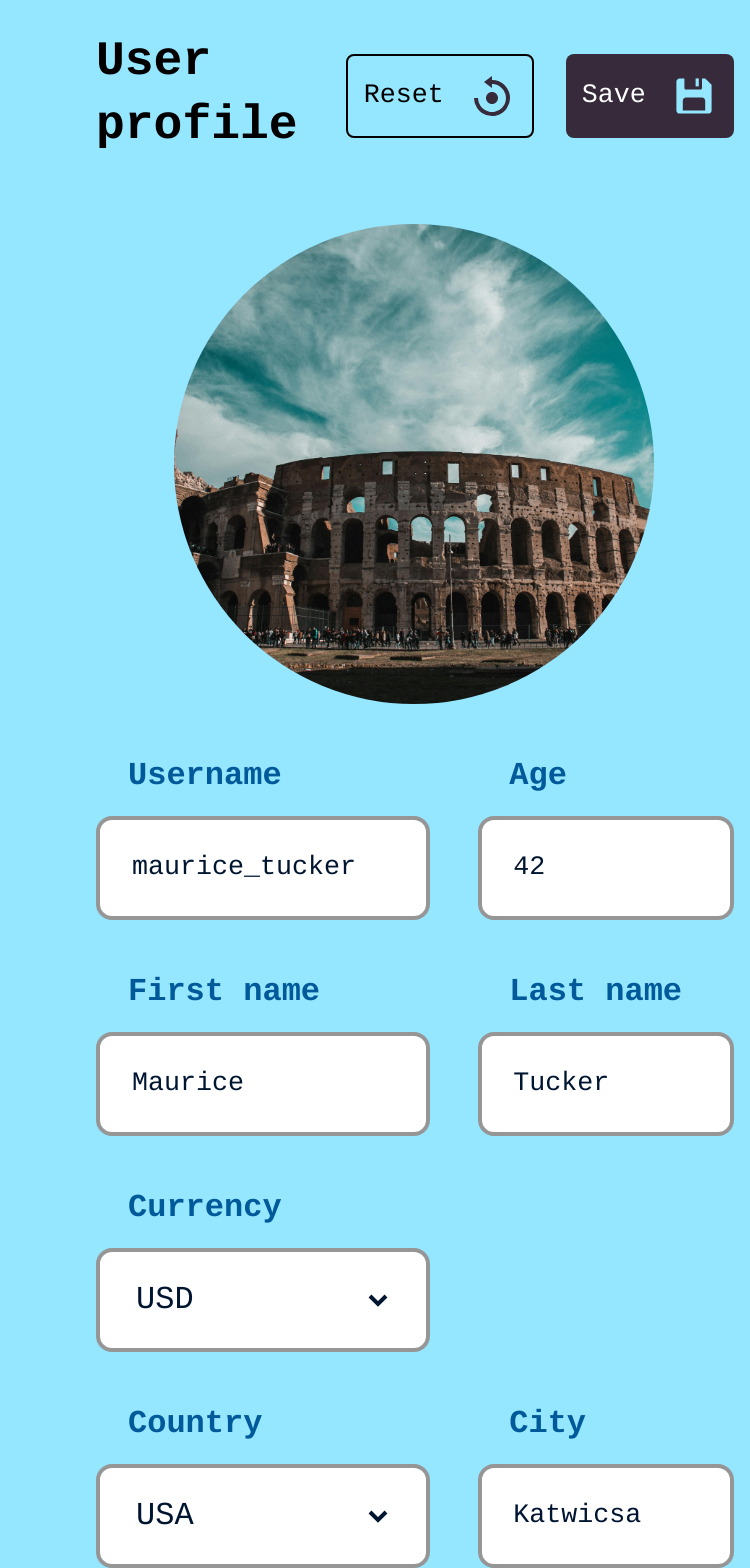 User
profile
Reset
Save
Username
Age
maurice_tucker
42
First name
Last name
Maurice
Tucker
Currency
USD
Country
City
USA
Katwicsa